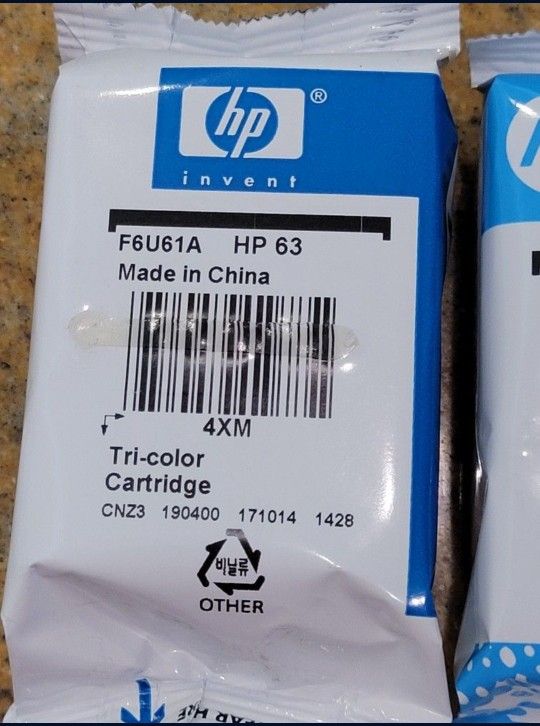 hp ®
invent
F6U61A HP 63
Made in China
4XM
Tri-color
Cartridge
CNZ3 190400 171014 1428
비닐류
OTHER